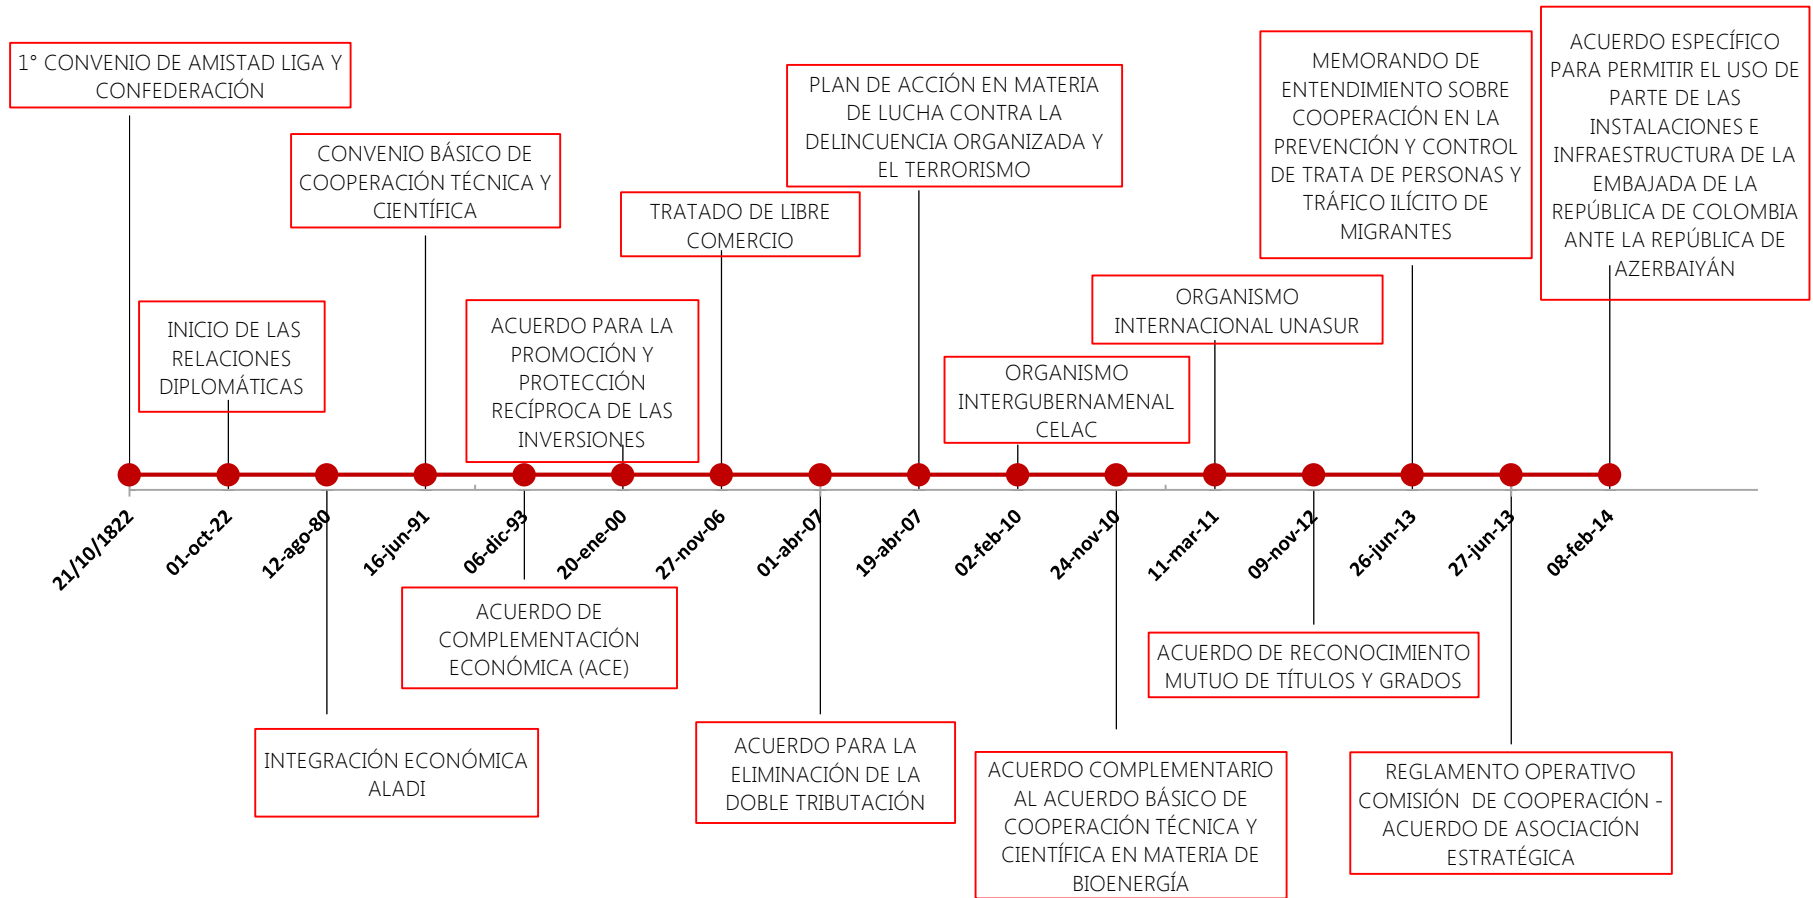 1° CONVENIO DE AMISTAD LIGA Y
CONFEDERACIÓN
INICIO DE LAS
RELACIONES
DIPLOMÁTICAS
CONVENIO BÁSICO DE
COOPERACIÓN TÉCNICA Y
CIENTÍFICA
ACUERDO PARA LA
PROMOCIÓN Y
PROTECCIÓN
RECÍPROCA DE LAS
INVERSIONES
TRATADO DE LIBRE
COMERCIO
PLAN DE ACCIÓN EN MATERIA
DE LUCHA CONTRA LA
DELINCUENCIA ORGANIZADA Y
EL TERRORISMO
ORGANISMO
INTERGUBERNAMENAL
CELAC
ORGANISMO
INTERNACIONAL UNASUR
MEMORANDO DE
ENTENDIMIENTO SOBRE
COOPERACIÓN EN LA
PREVENCIÓN Y CONTROL
DE TRATA DE PERSONAS Y
TRÁFICO ILÍCITO DE
MIGRANTES
ACUERDO ESPECÍFICO
PARA PERMITIR EL USO DE
PARTE DE LAS
INSTALACIONES E
INFRAESTRUCTURA DE LA
EMBAJADA DE LA
REPÚBLICA DE COLOMBIA
ANTE LA REPÚBLICA DE
AZERBAIYÁN
21/10/1822
01-oct-22
12-ago-80
16-jun-91
06-dic-93
20-ene-00
27-nov-06
01-abr-07
19-abr-07
02-feb-10
24-nov-10
11-mar-11
09-nov-12
26-jun-13
27-jun-13
08-feb-14
INTEGRACIÓN ECONÓMICA
ALADI
ACUERDO DE
COMPLEMENTACIÓN
ECONÓMICA (ACE)
ACUERDO PARA LA
ELIMINACIÓN DE LA
DOBLE TRIBUTACIÓN
ACUERDO COMPLEMENTARIO
AL ACUERDO BÁSICO DE
COOPERACIÓN TÉCNICA Y
CIENTÍFICA EN MATERIA DE
BIOENERGÍA
ACUERDO DE RECONOCIMIENTO
MUTUO DE TÍTULOS Y GRADOS
REGLAMENTO OPERATIVO
COMISIÓN  DE COOPERACIÓN -
ACUERDO DE ASOCIACIÓN
ESTRATÉGICA